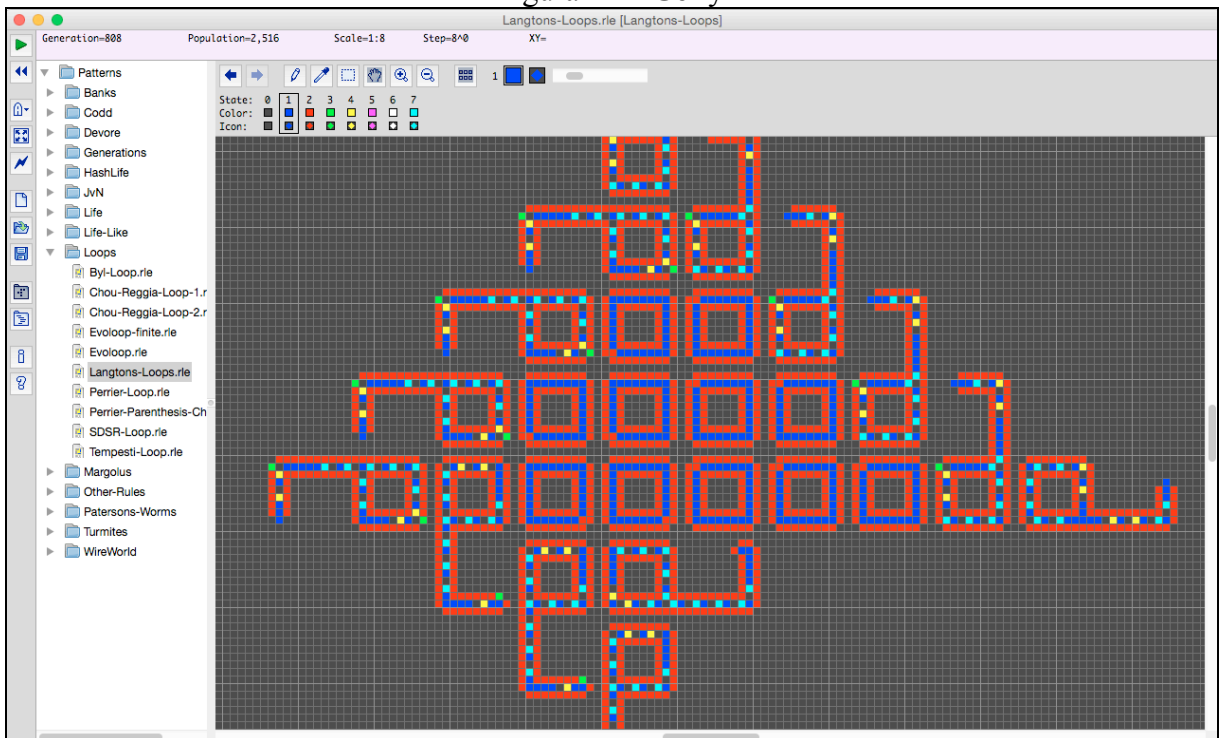 Langtons-Loops.rle [Langtons-Loops]
Generation=808 Population=2,516 Scale=1:8 Step=8^0 XY=
Patterns
Banks
Codd
Devore
Generations
HashLife
JvN
Life
Life-Like
Loops
Byl-Loop.rle
Chou-Reggia-Loop-1.r
Chou-Reggia-Loop-2.r
Evoloop-finite.rle
Evoloop.rle
Langtons-Loops.rle
Perrier-Loop.rle
Perrier-Parenthesis-Ch
SDSR-Loop.rle
Tempesti-Loop.rle
Margolus
Other-Rules
Patersons-Worms
Turmites
WireWorld
1
State: 0 1 2 3 4 5 6 7
Color:
Icon: